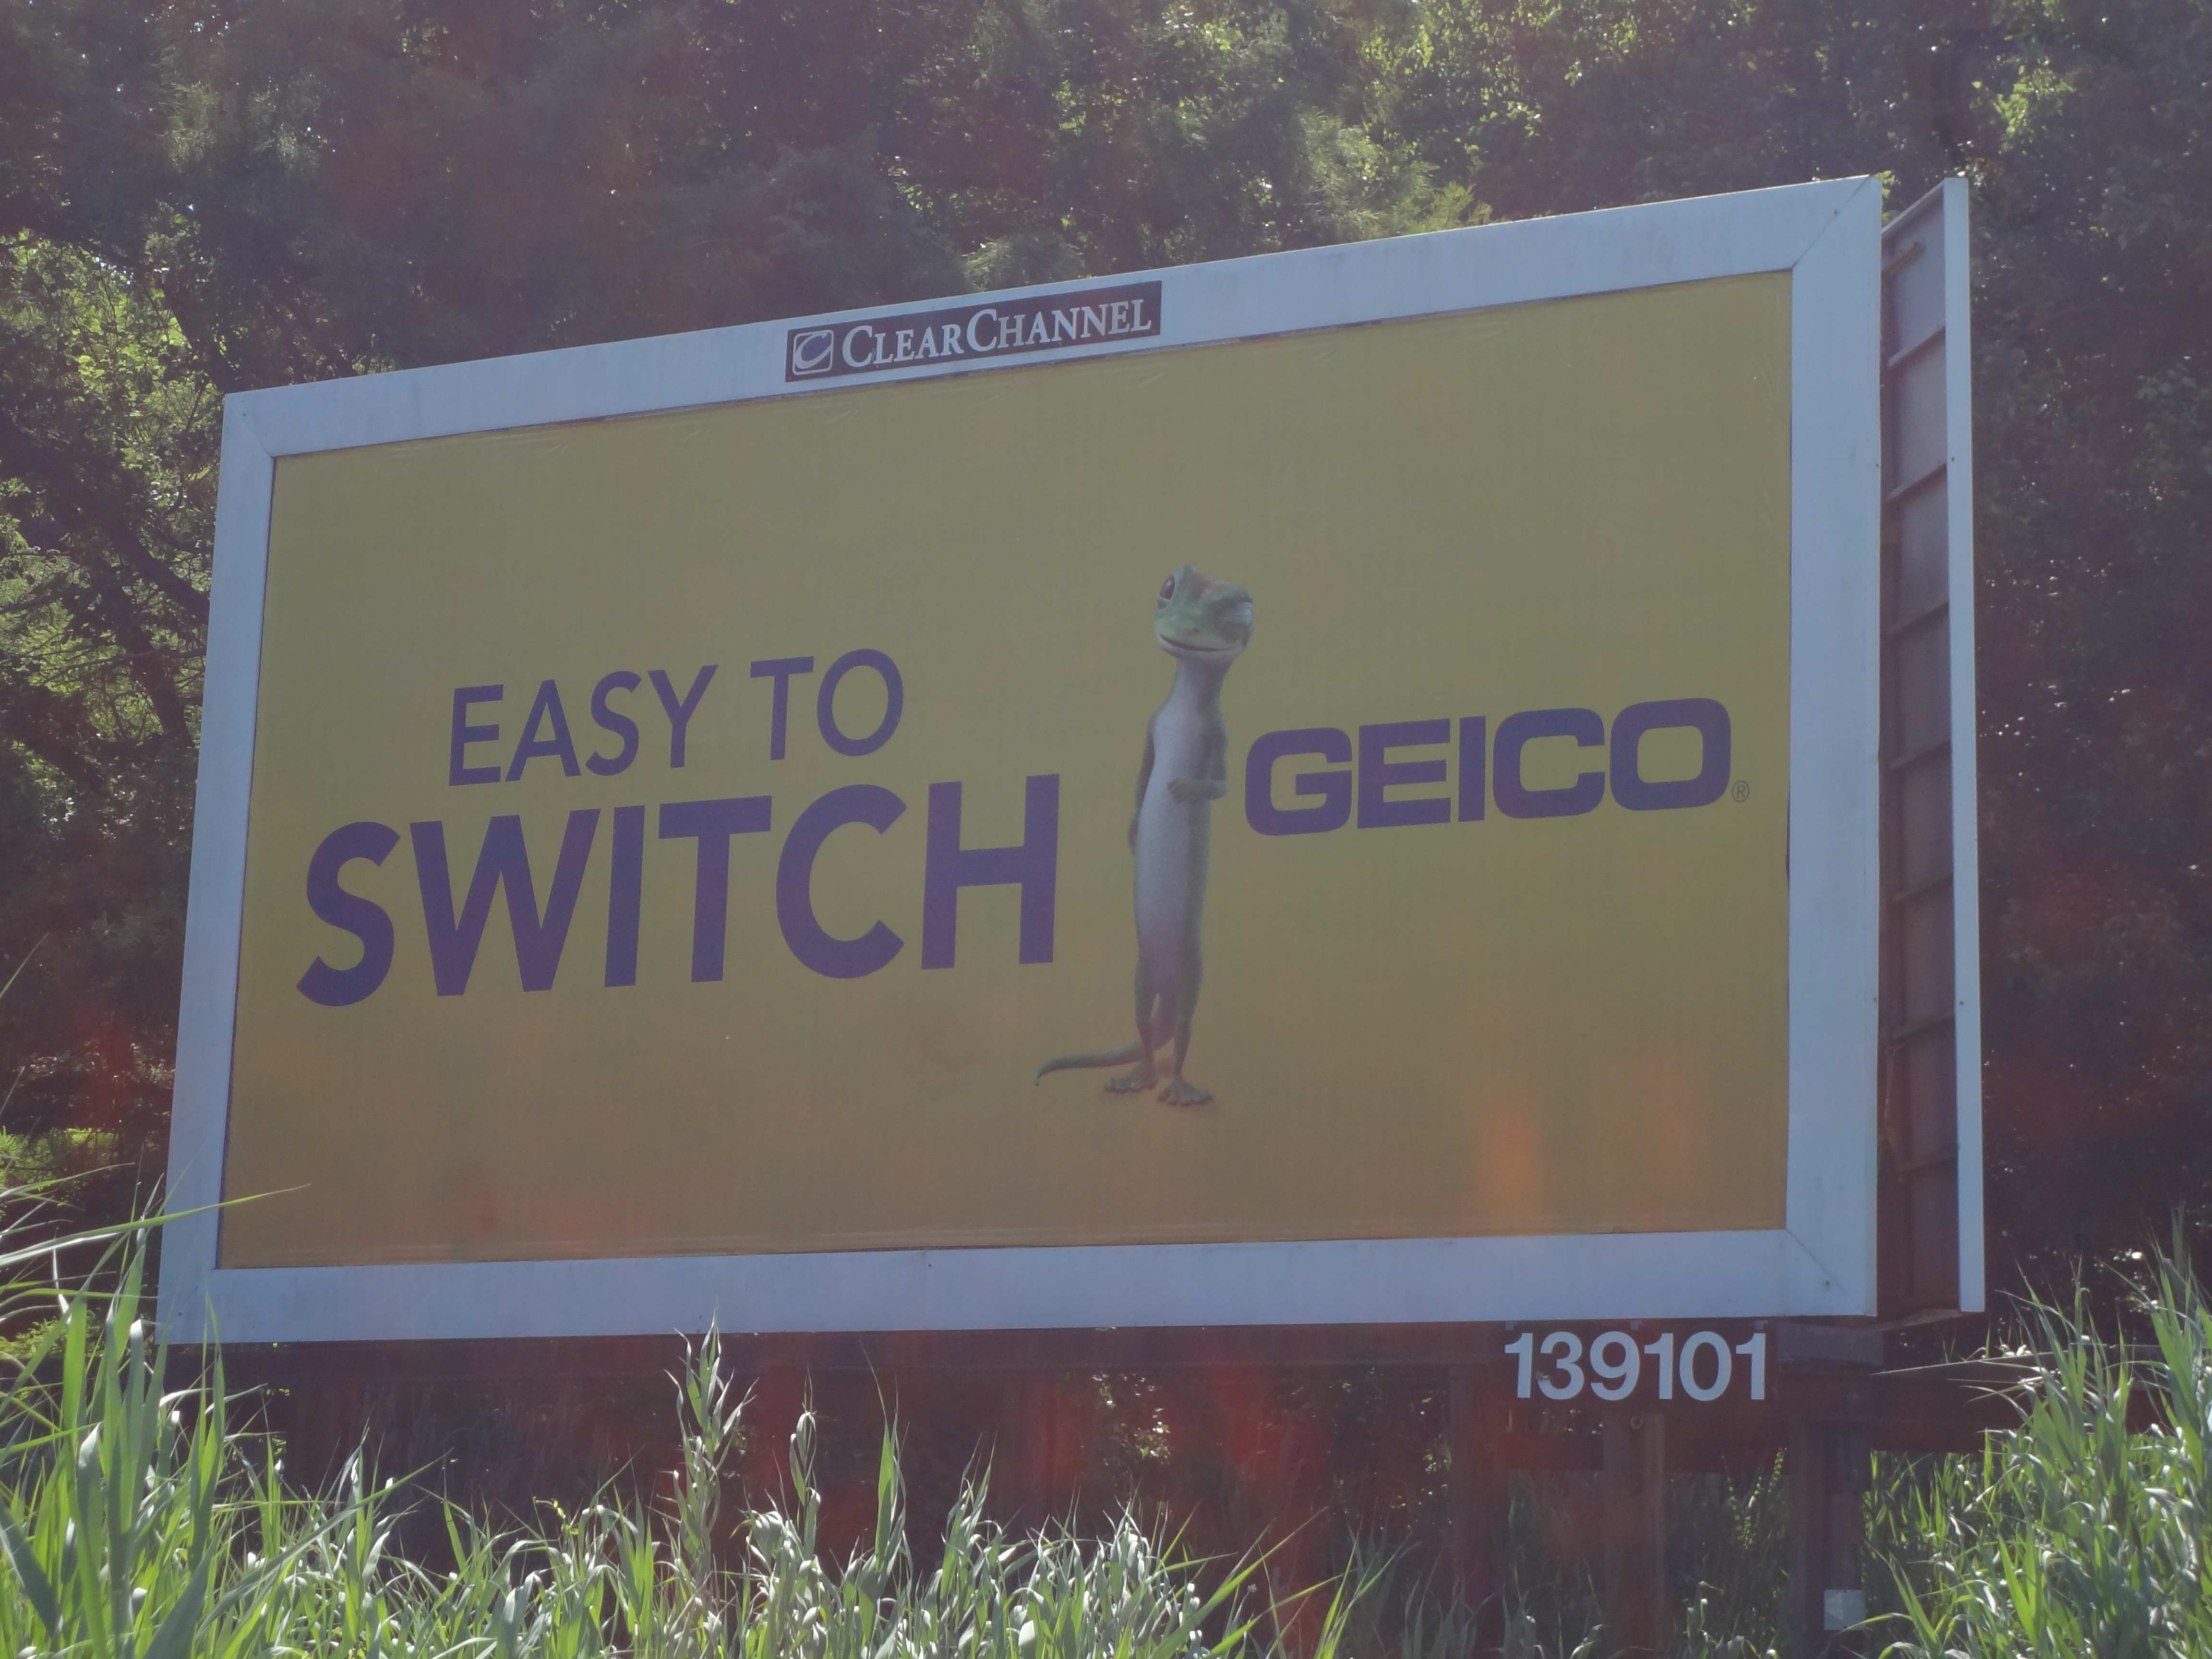 CLEARCHANNEL
EASY TO
SWITCH
GEICO®
139101